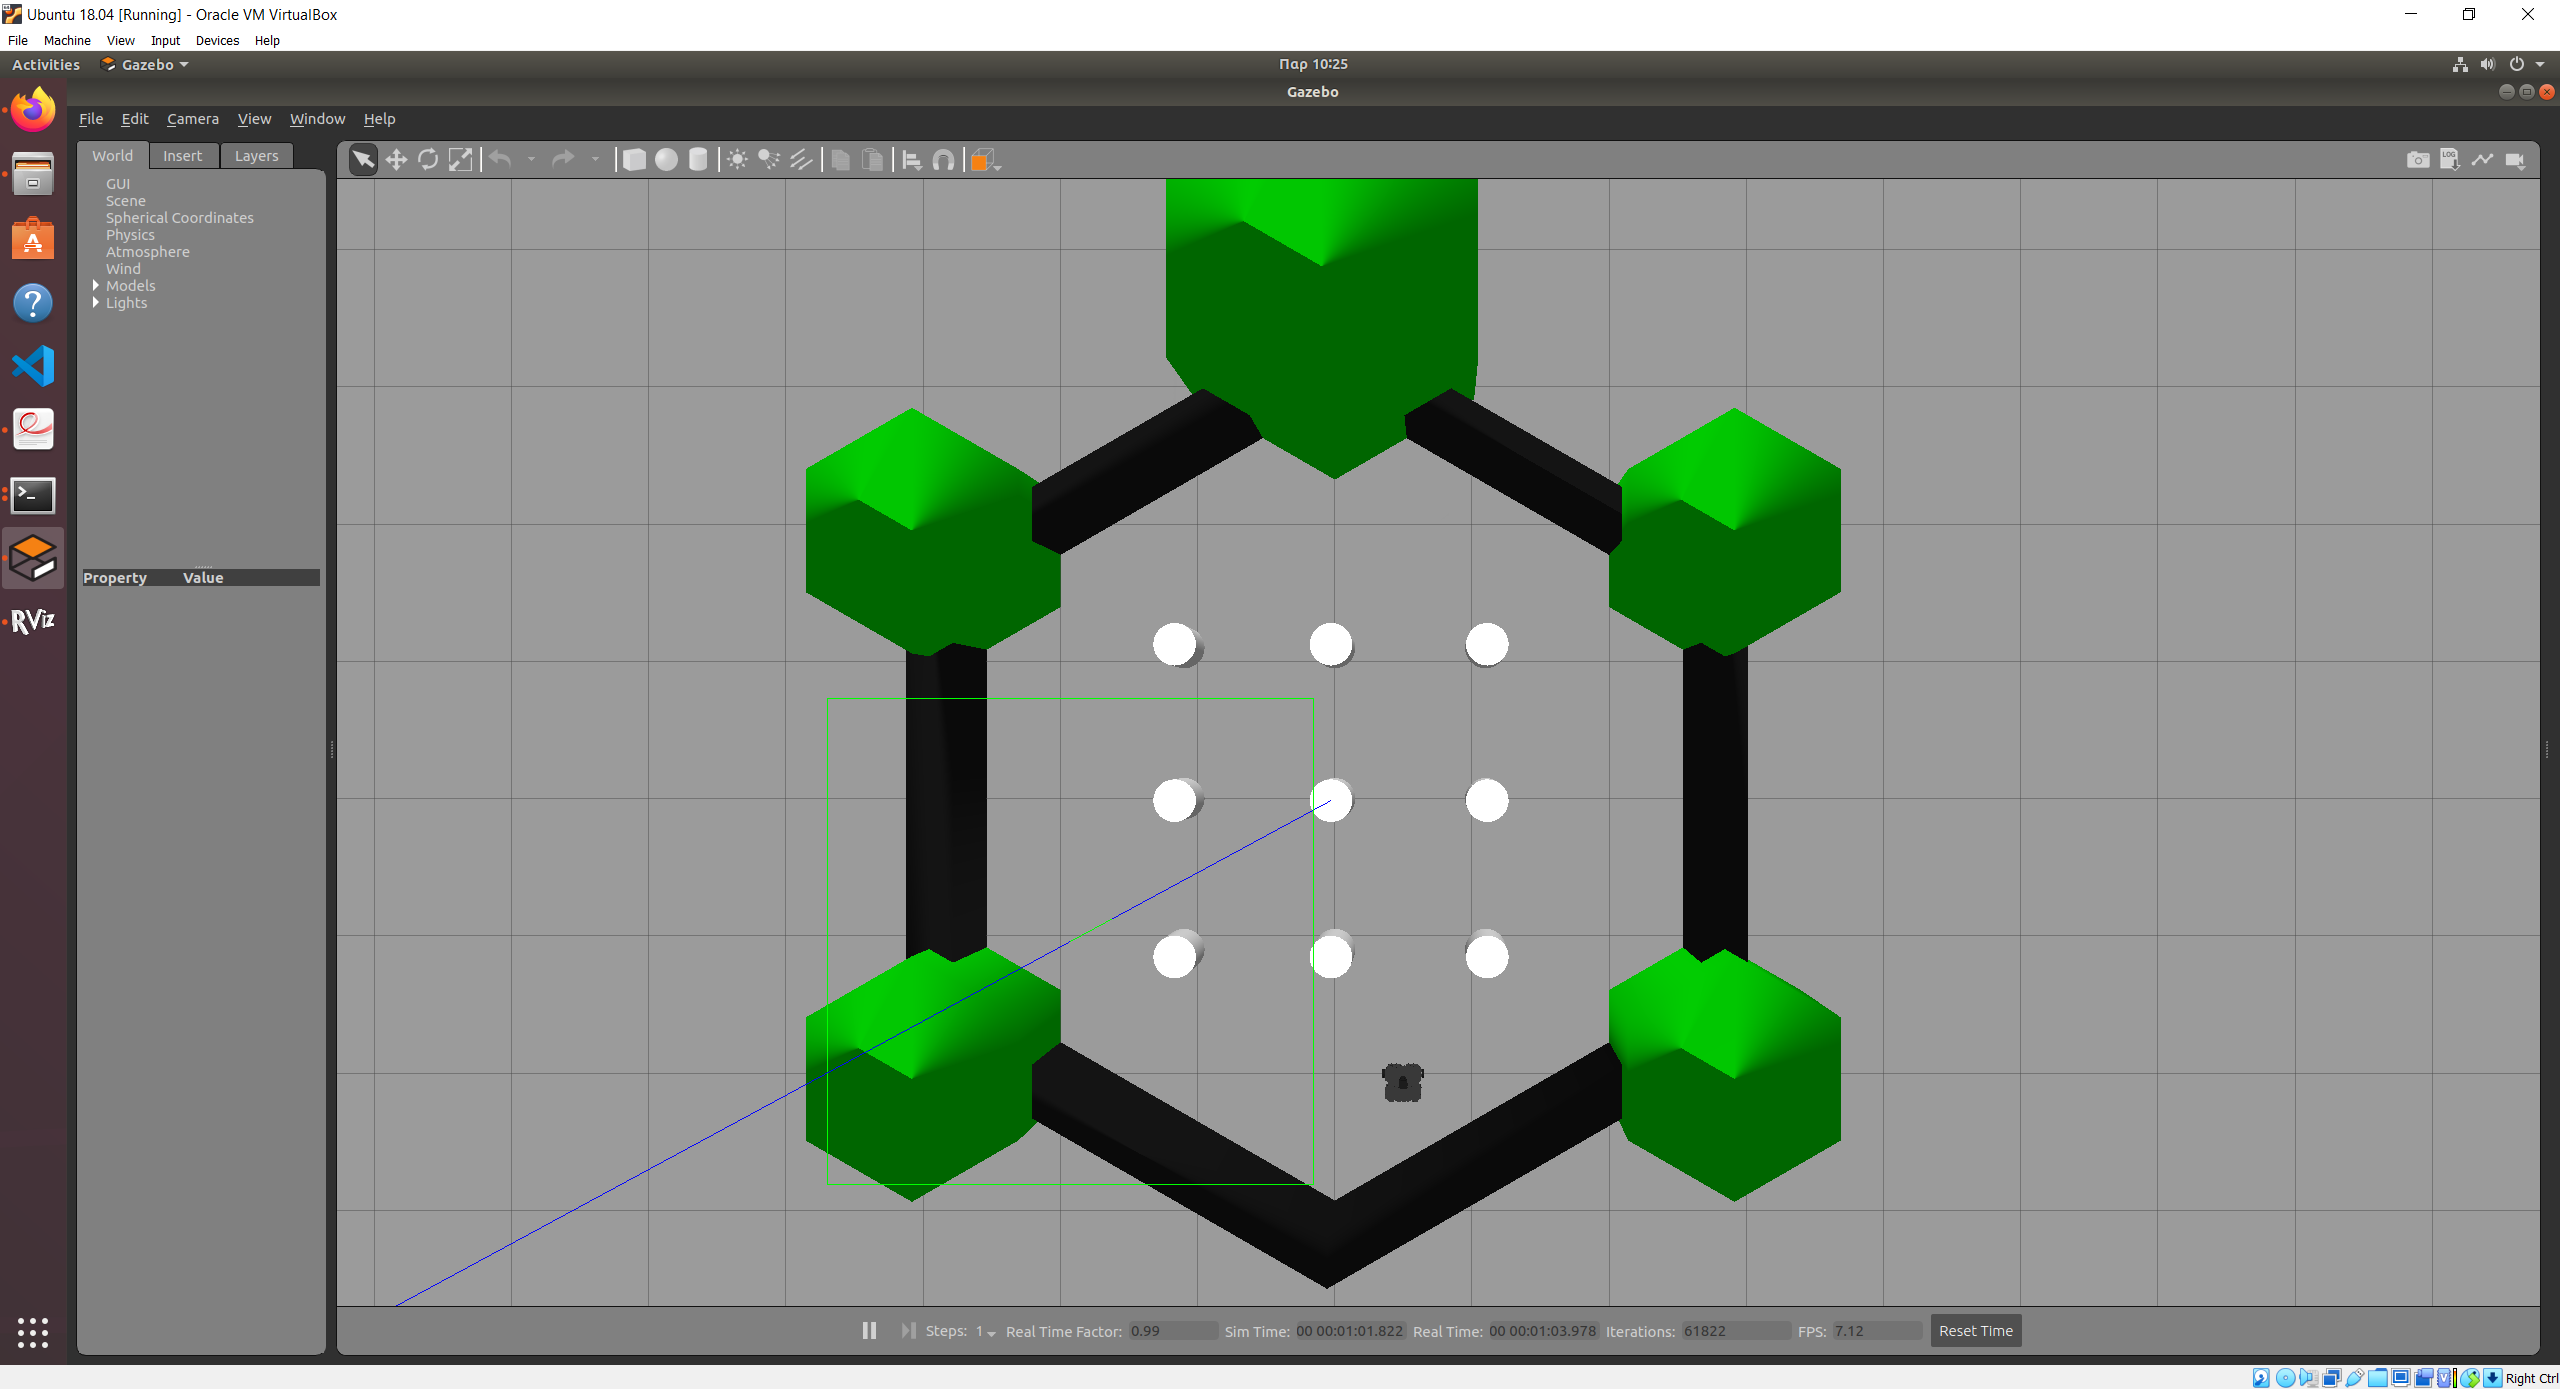 Ubuntu 18.04 [Running] - Oracle VM VirtualBox
File Machine View Input Devices Help
Activities Gazebo Παρ 10:25
Gazebo
File Edit Camera View Window Help
World Insert Layers
GUI
Scene
Spherical Coordinates
Physics
Atmosphere
Wind
Models
Lights
Property Value
RViz
Steps: 1 Real Time Factor: 0.99 Sim Time: 00 00:01:01.822 Real Time: 00 00:01:03.978 Iterations: 61822 FPS: 7.12 Reset Time
Right Ctrl